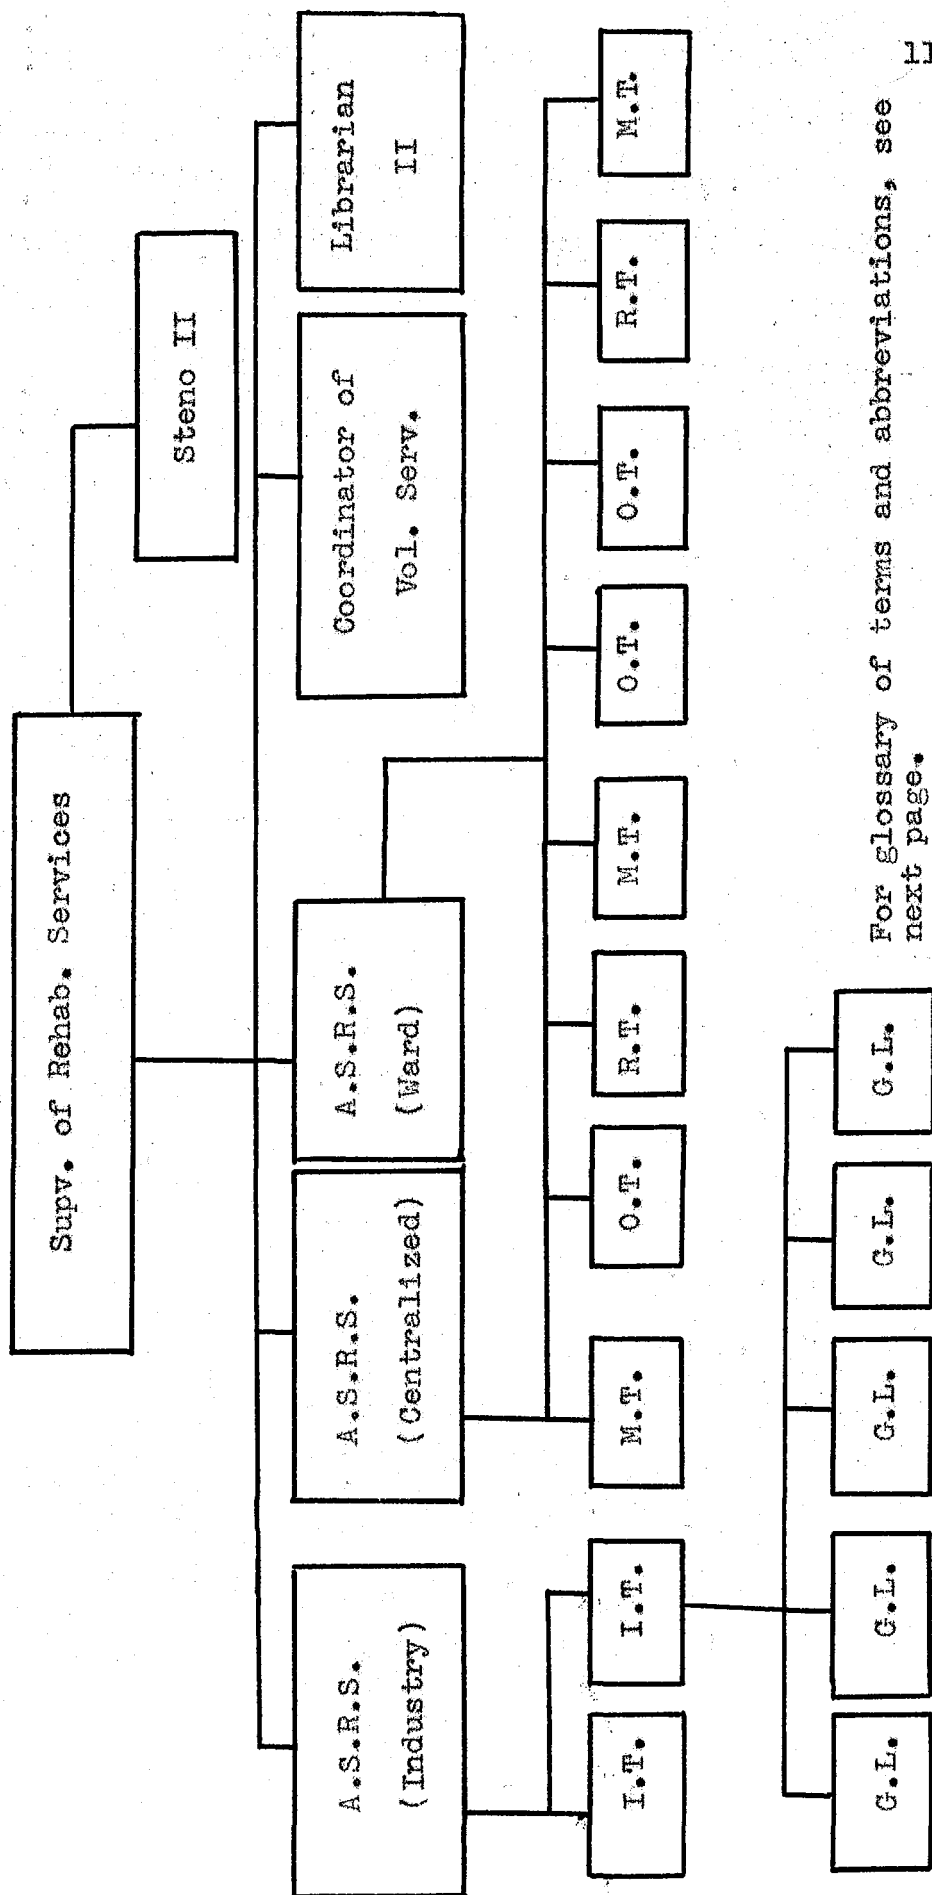 Supv. of Rehab. Services
Steno II
A.S.R.S.
(Industry)
A.S.R.S.
(Centralized)
A.S.R.S.
(Ward)
Coordinator of
Vol. Serv.
Librarian
II
I.T.
I.T.
M.T.
O.T.
R.T.
M.T.
O.T.
O.T.
R.T.
M.T.
G.L.
G.L.
G.L.
G.L.
G.L.
For glossary of terms and abbreviations, see
next page.
11